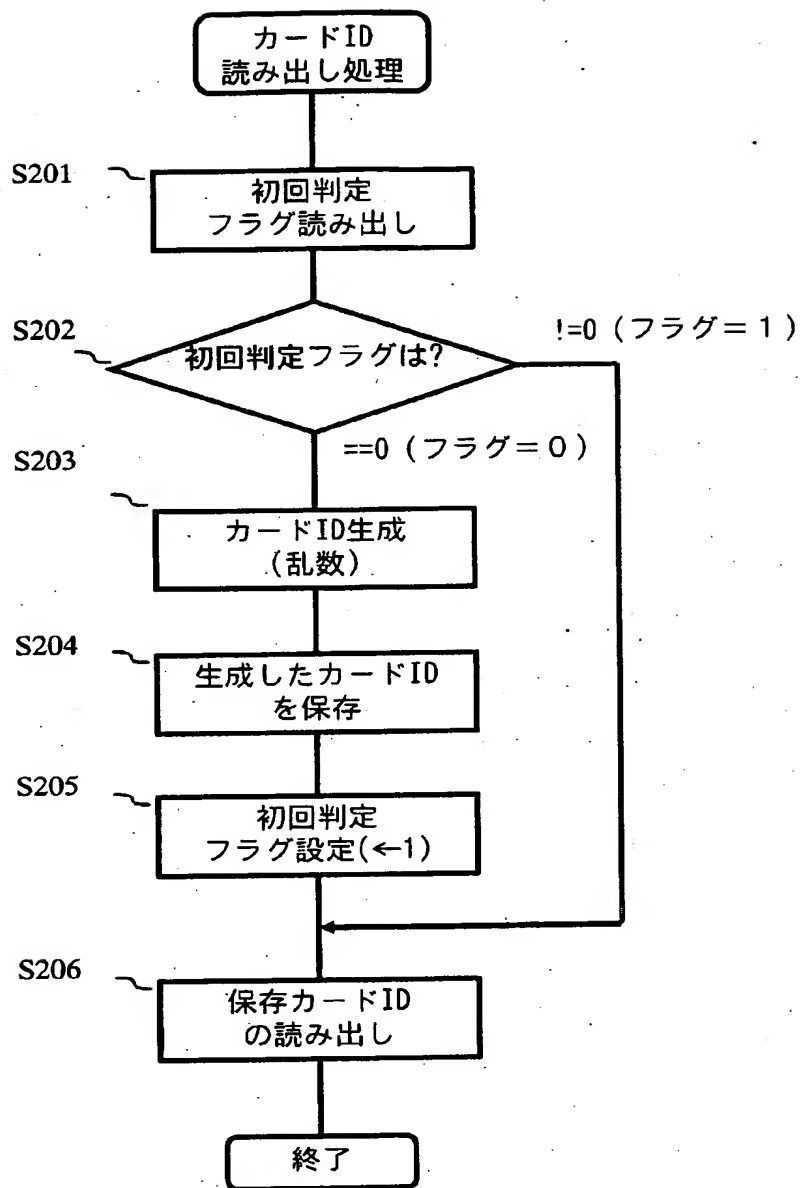 カードID
読み出し処理
S201
初回判定
フラグ読み出し
S202
!=0(フラグ=1)
初回判定フラグは?
==0(フラグ=0)
S203
カードID生成
(乱数)
S204
生成したカードID
を保存
S205
初回判定
フラグ設定(←1)
S206
保存カードID
の読み出し
終了